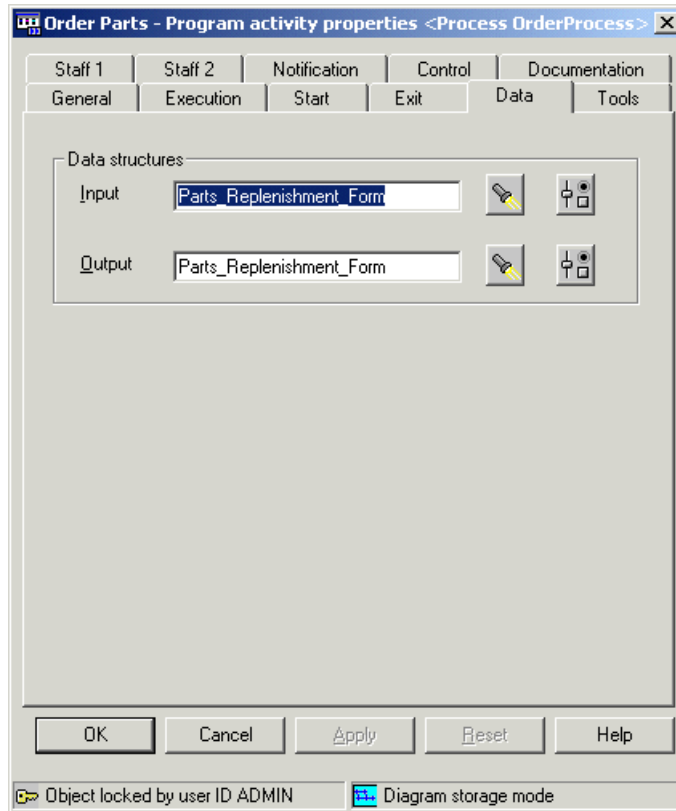 Order Parts - Program activity properties <Process OrderProcess>
Staff 1 Staff 2 Notification Control Documentation
General Execution Start Exit Data Tools
Data structures
Input Parts_Replenishment_Form
Output Parts_Replenishment_Form
OK Cancel Apply Reset Help
Object locked by user ID ADMIN Diagram storage mode